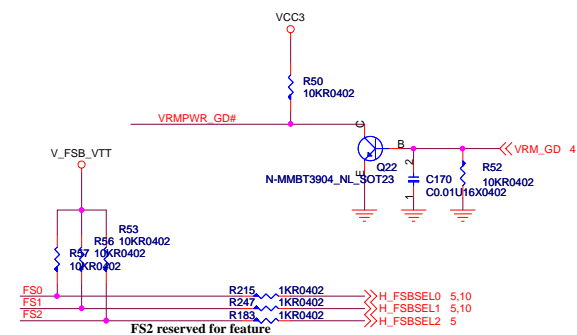 VCC3
R50
10KR0402
VRMPWR_GD#
C
B
E
Q22
N-MMBT3904_NL_SOT23
VRM_GD 4
2
1
C170
C0.01U16X0402
R52
10KR0402
V_FSB_VTT
R53
10KR0402
R56
10KR0402
R57
10KR0402
FS0
R215 1KR0402
H_FSBSEL0 5,10
FS1
R247 1KR0402
H_FSBSEL1 5,10
FS2
R183 1KR0402
H_FSBSEL2 5
FS2 reserved for feature